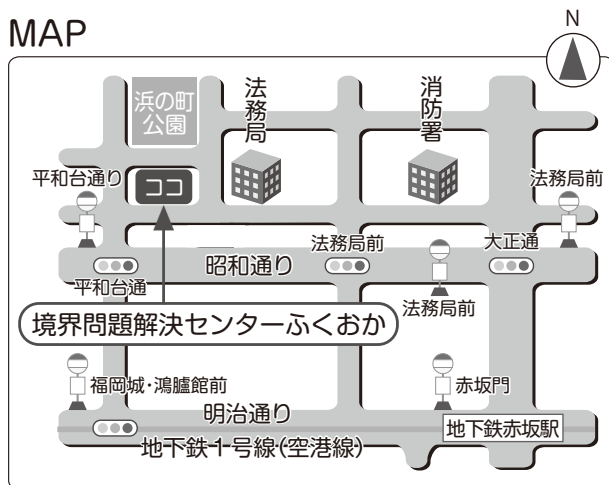 MAP
N
浜の町
公園
法務局
消防署
平和台通り
ココ
法務局前
昭和通り
法務局前
大正通
平和台通
法務局前
境界問題解決センターふくおか
福岡城・鴻臚館前
赤坂門
明治通り
地下鉄赤坂駅
地下鉄1号線(空港線)